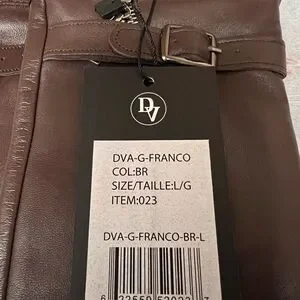 DV
DVA-G-FRANCO
COL:BR
SIZE/TAILLE:L/G
ITEM:023
DVA-G-FRANCO-BR-L